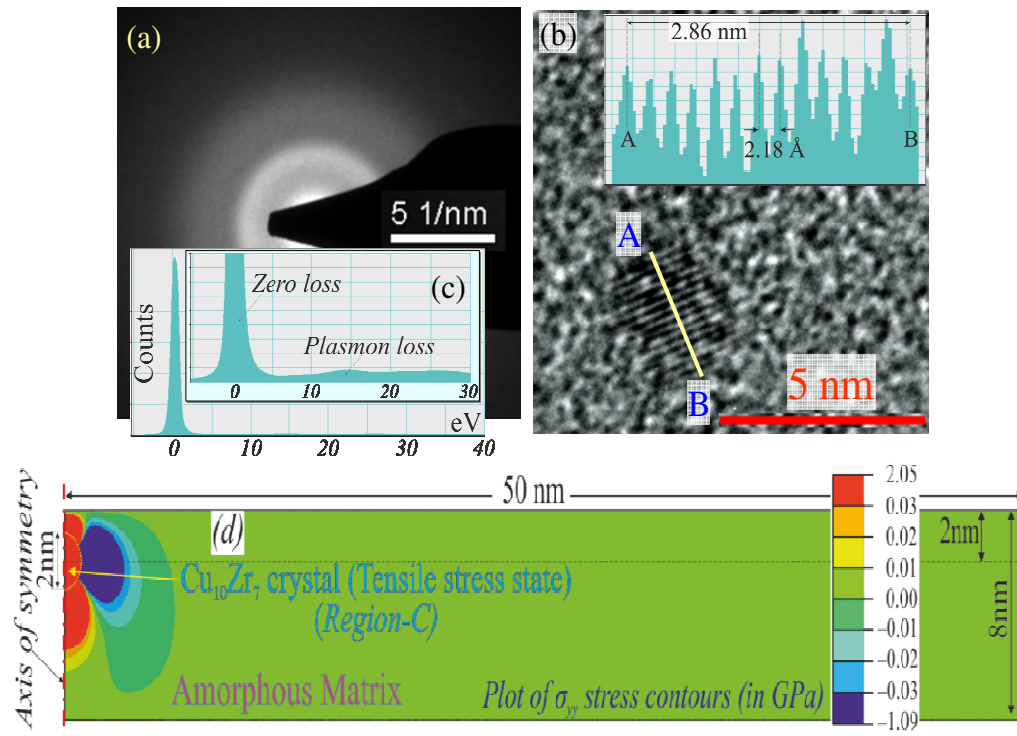 (a)
5 1/nm
(b)
2.86 nm
A
2.18 Å
B
A
B
5 nm
(c)
Zero loss
Plasmon loss
0 10 20 30
Counts
eV
0 10 20 30 40
50 nm
(d)
Axis of symmetry
2nm
Cu₁₀Zr₇ crystal (Tensile stress state)
(Region-C)
Amorphous Matrix
Plot of σyy stress contours (in GPa)
2.05
0.03
0.02
0.01
0.00
−0.01
−0.02
−0.03
−1.09
2nm
8nm